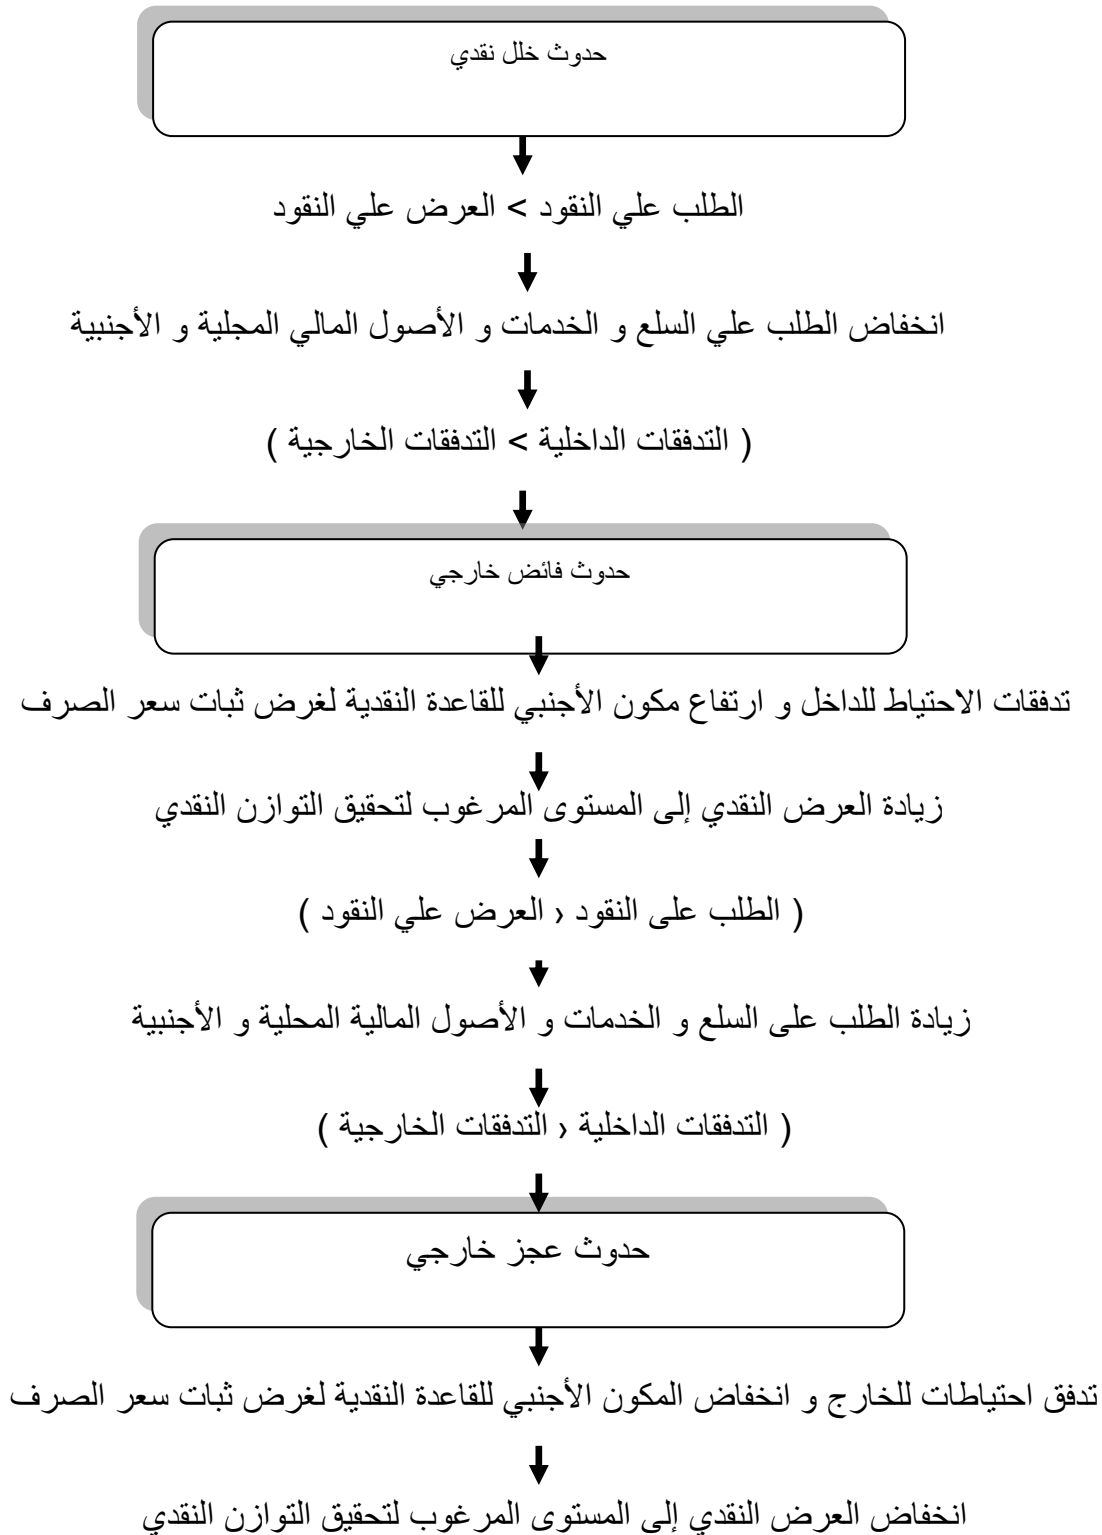 حدوث خلل نقدي
الطلب علي النقود > العرض علي النقود
انخفاض الطلب علي السلع و الخدمات و الأصول المالي المجلية و الأجنبية
( التدفقات الداخلية > التدفقات الخارجية )
حدوث فائض خارجي
تدفقات الاحتياط للداخل و ارتفاع مكون الأجنبي للقاعدة النقدية لغرض ثبات سعر الصرف
زيادة العرض النقدي إلى المستوى المرغوب لتحقيق التوازن النقدي
( الطلب على النقود ‹ العرض علي النقود )
زيادة الطلب على السلع و الخدمات و الأصول المالية المحلية و الأجنبية
( التدفقات الداخلية ‹ التدفقات الخارجية )
حدوث عجز خارجي
تدفق احتياطات للخارج و انخفاض المكون الأجنبي للقاعدة النقدية لغرض ثبات سعر الصرف
انخفاض العرض النقدي إلى المستوى المرغوب لتحقيق التوازن النقدي